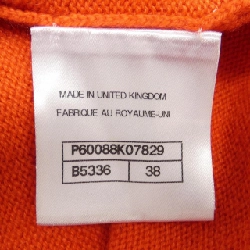 MADE IN UNITED KINGDOM
FABRIQUE AU ROYAUME-UNI
P60088K07829
B5336 38